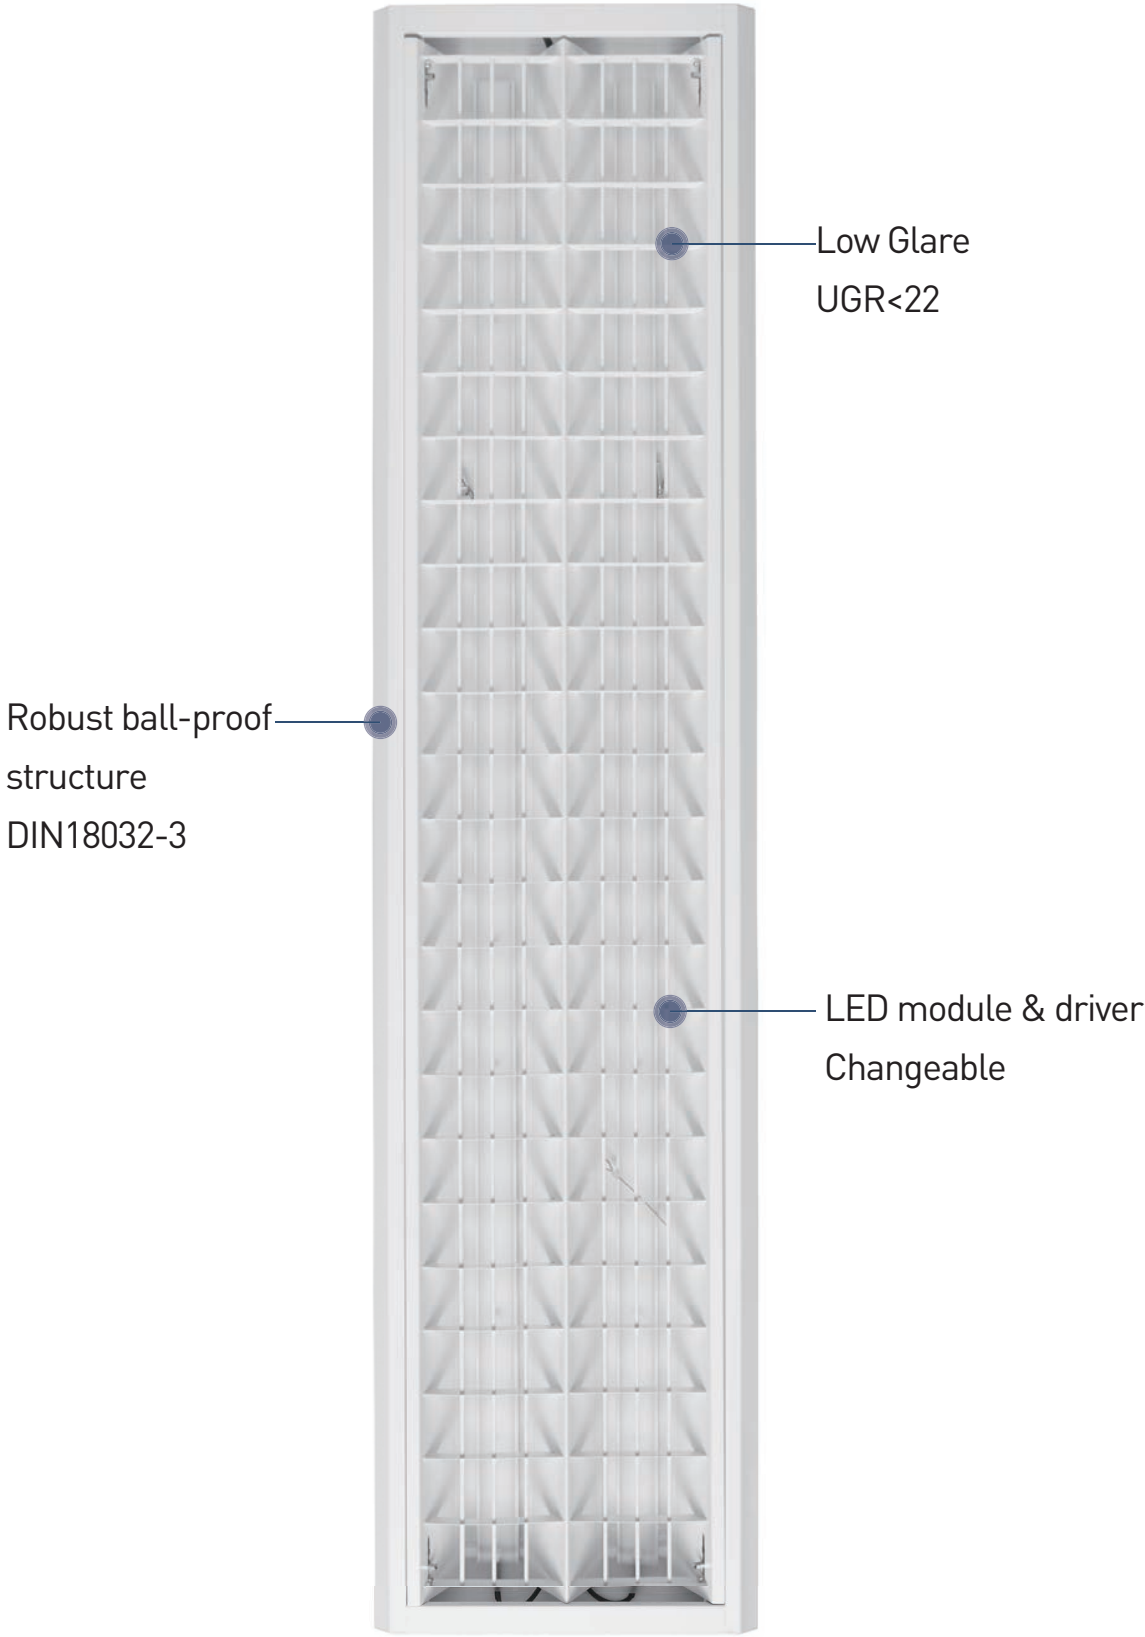 Low Glare
UGR<22
Robust ball-proof
structure
DIN18032-3
LED module & driver
Changeable